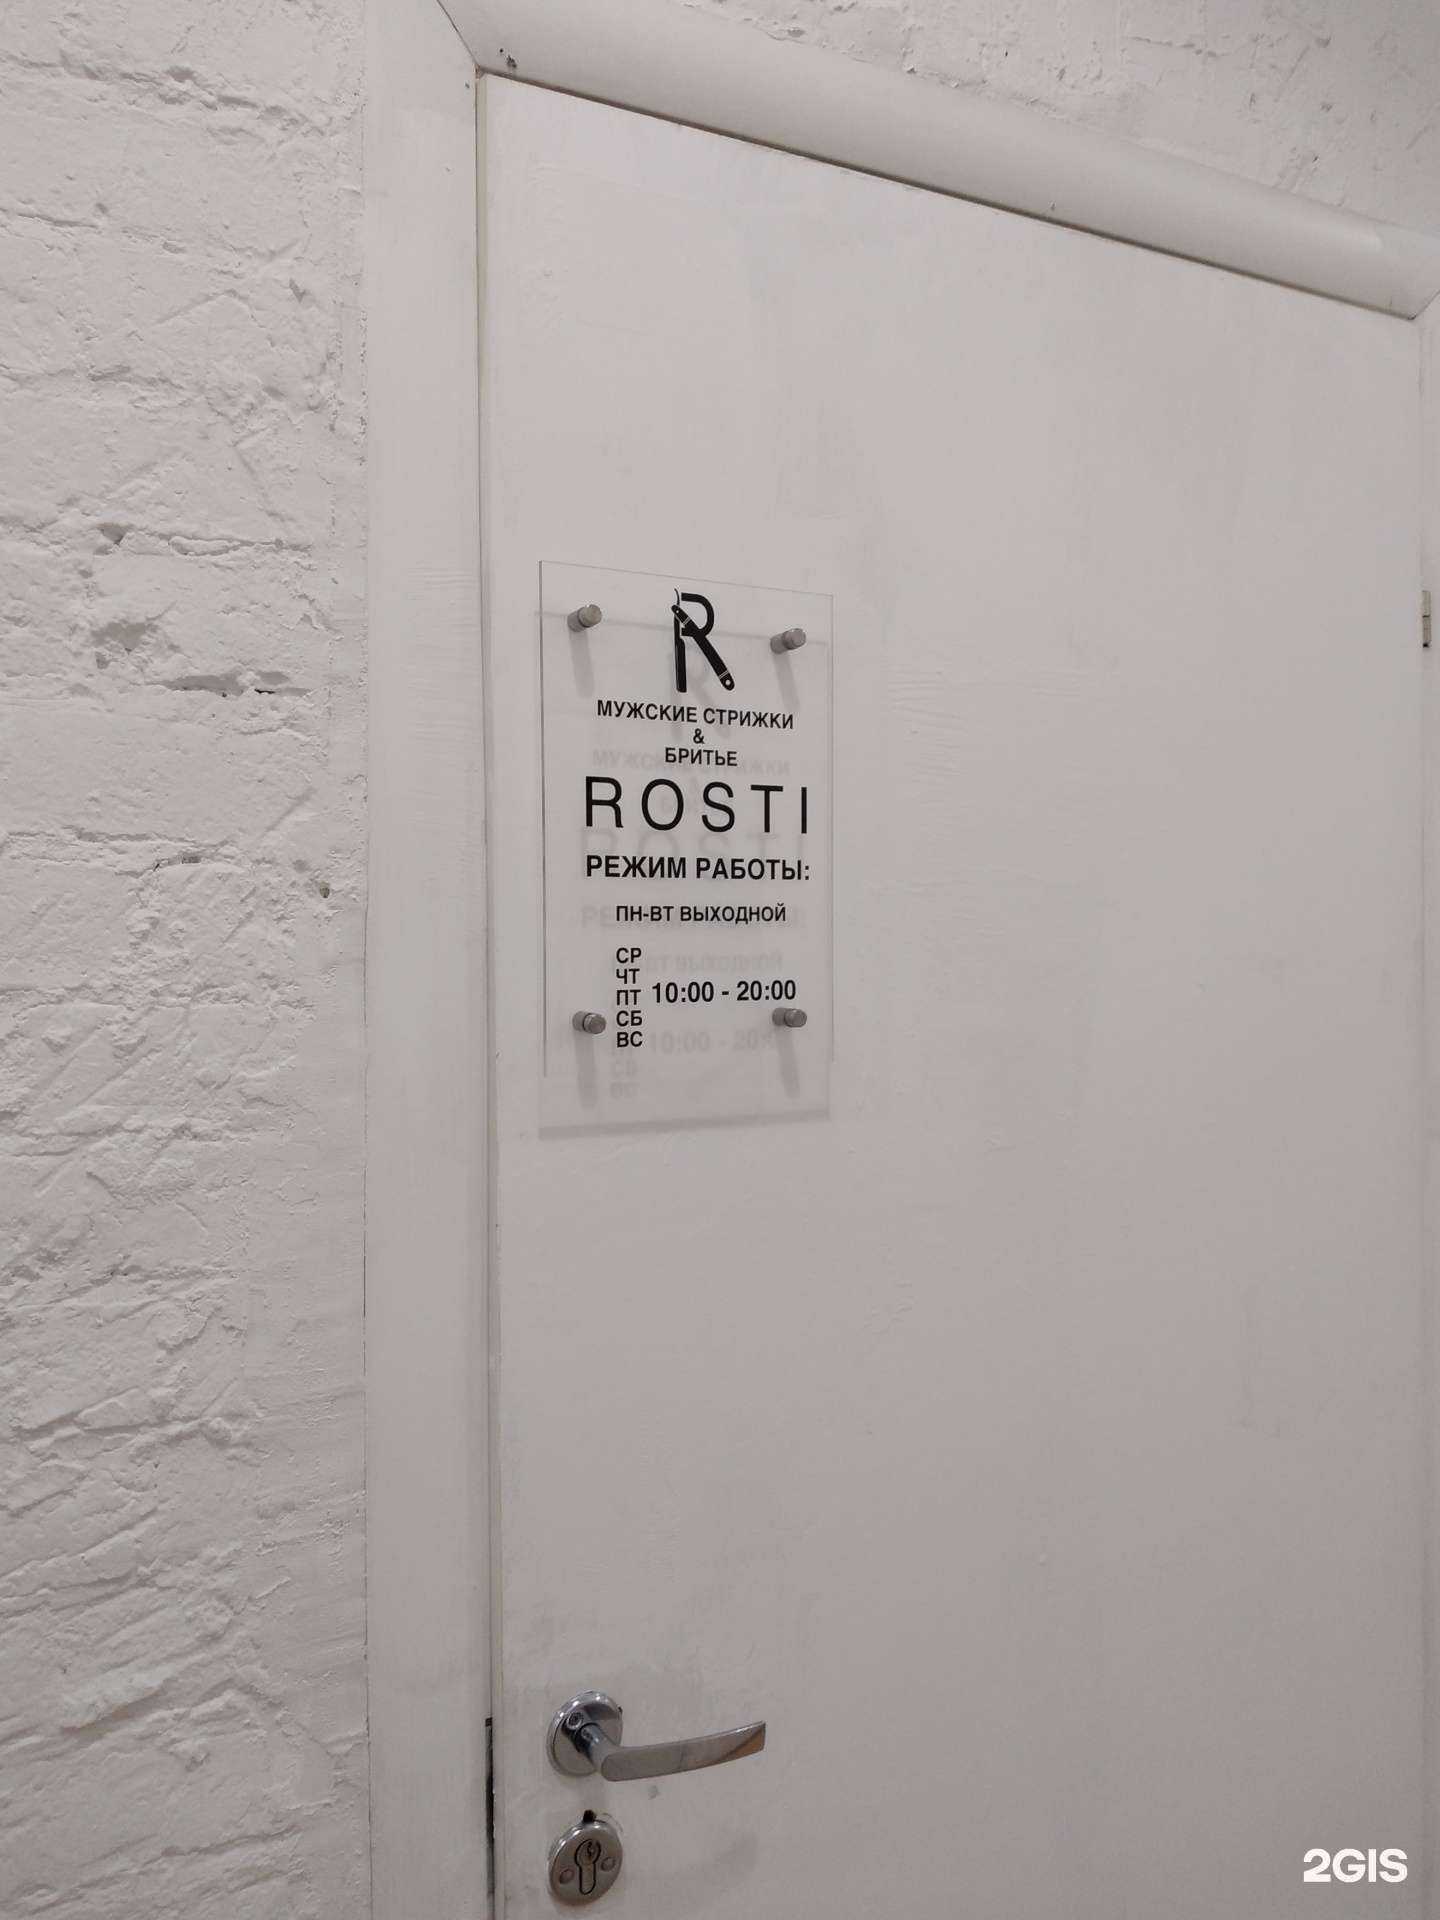 R
МУЖСКИЕ СТРИЖКИ
&
БРИТЬЕ
ROSTI
РЕЖИМ РАБОТЫ:
ПН-ВТ ВЫХОДНОЙ
СР
ЧТ
ПТ 10:00 - 20:00
СБ
ВС
2GIS